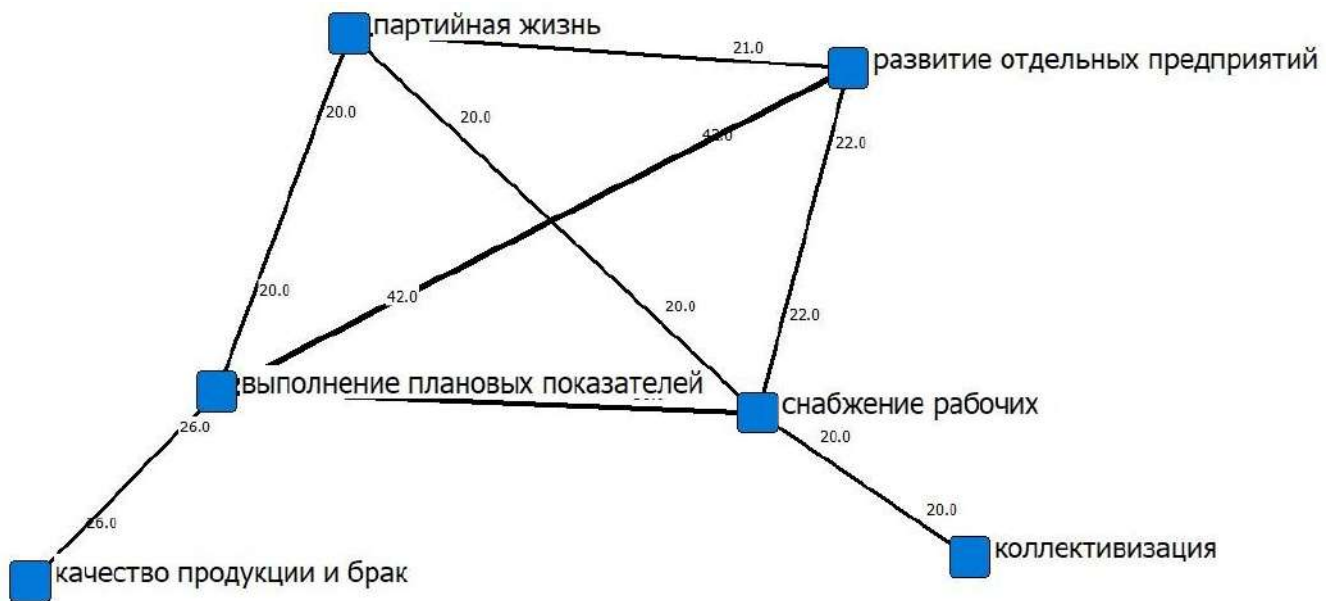 партийная жизнь
21.0
развитие отдельных предприятий
20.0
20.0
42.0
22.0
20.0
42.0
20.0
22.0
выполнение плановых показателей
снабжение рабочих
26.0
20.0
20.0
26.0
коллективизация
качество продукции и брак